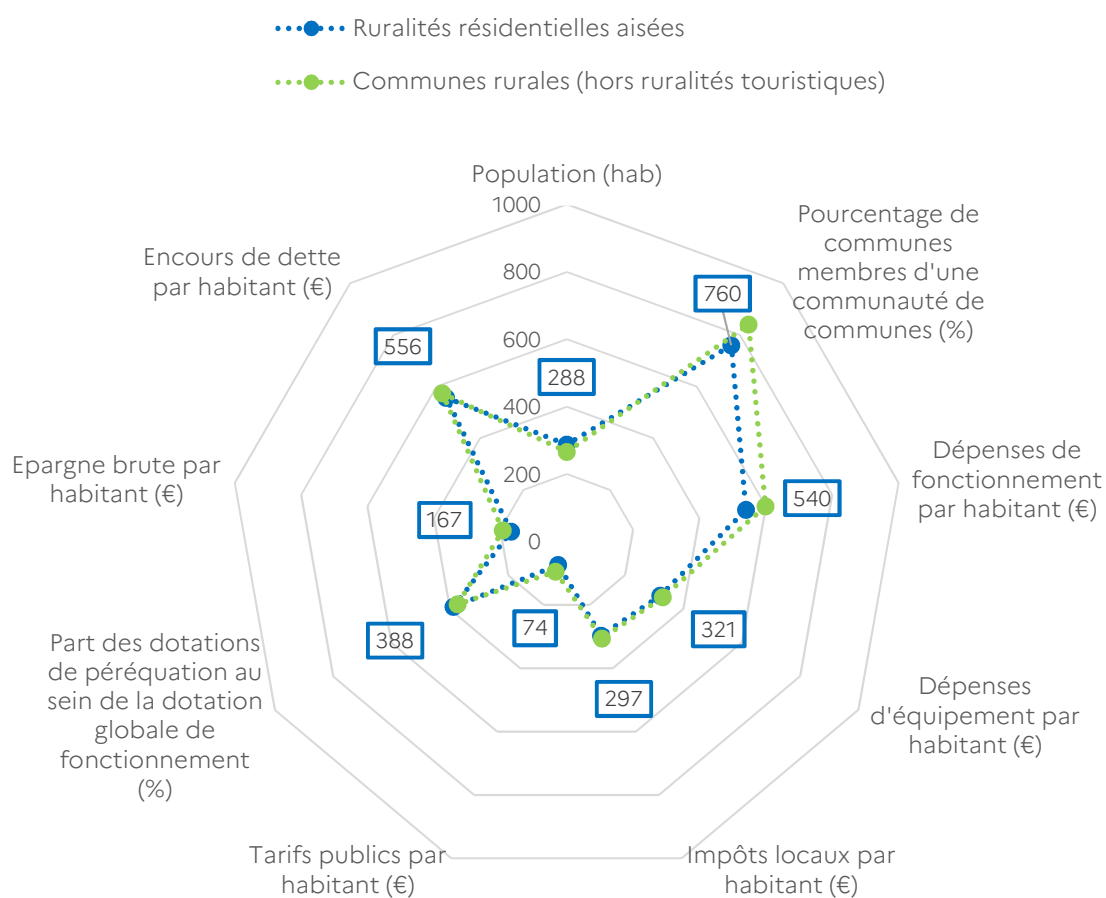 Ruralités résidentielles aisées
Communes rurales (hors ruralités touristiques)
Population (hab)
1000
800
600
400
200
0
Pourcentage de
communes
membres d'une
communauté de
communes (%)
760
Dépenses de
fonctionnement
par habitant (€)
540
Dépenses
d'équipement par
habitant (€)
321
Impôts locaux par
habitant (€)
297
Tarifs publics par
habitant (€)
74
Part des dotations
de péréquation au
sein de la dotation
globale de
fonctionnement
(%)
388
Epargne brute par
habitant (€)
167
Encours de dette
par habitant (€)
556
288